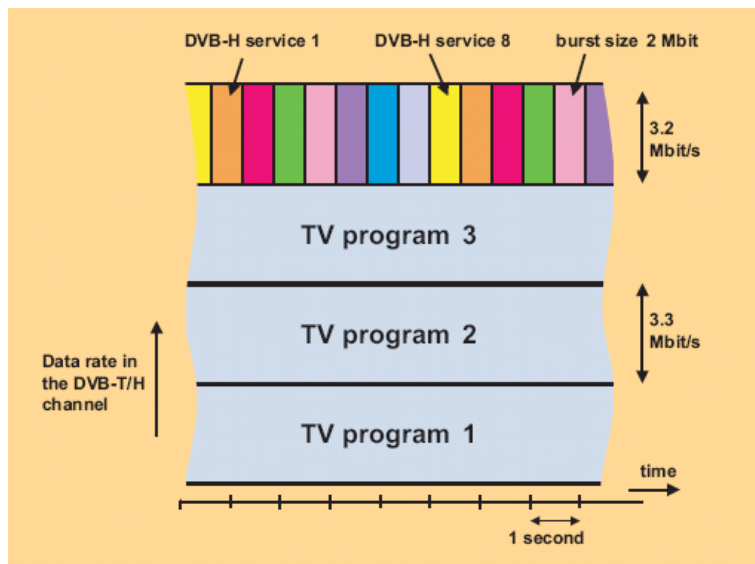 DVB-H service 1
DVB-H service 8
burst size 2 Mbit
3.2
Mbit/s
TV program 3
TV program 2
3.3
Mbit/s
Data rate in
the DVB-T/H
channel
TV program 1
time
1 second